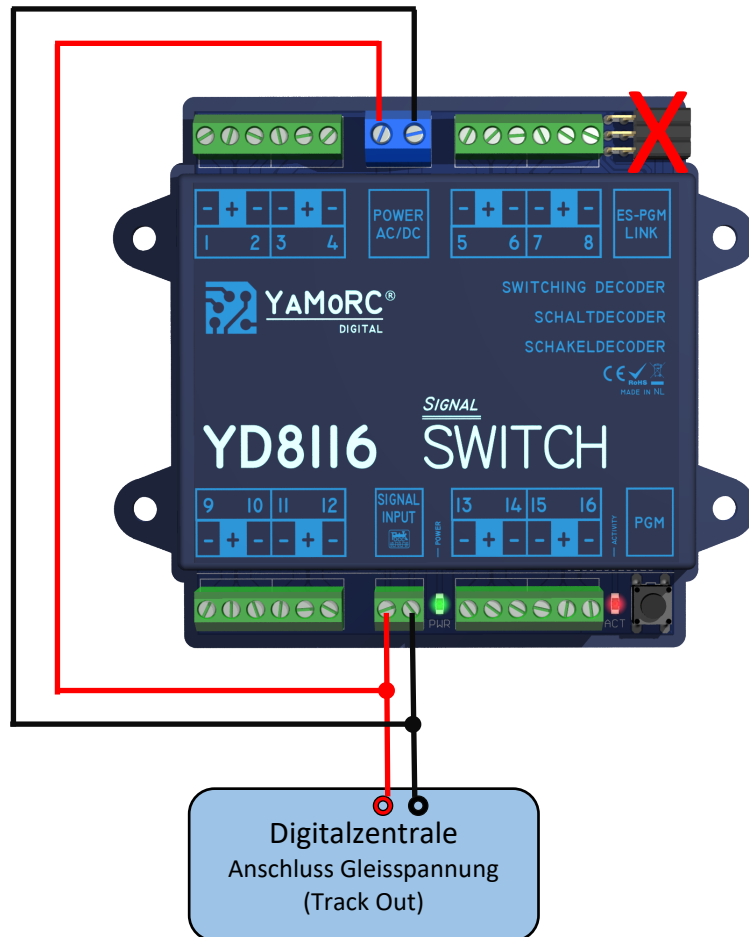 - + - - + -
1 2 3 4
POWER
AC/DC
- + - - + -
5 6 7 8
ES-PGM
LINK
YAMoRC®
DIGITAL
SWITCHING DECODER
SCHALTDECODER
SCHAKELDECODER
CE RoHS
MADE IN NL
YD8116
SIGNAL
SWITCH
9 10 11 12
- + - - + -
SIGNAL
INPUT
POWER
13 14 15 16
- + - - + -
ACTIVITY
PGM
PWR
ACT
Digitalzentrale
Anschluss Gleisspannung
(Track Out)